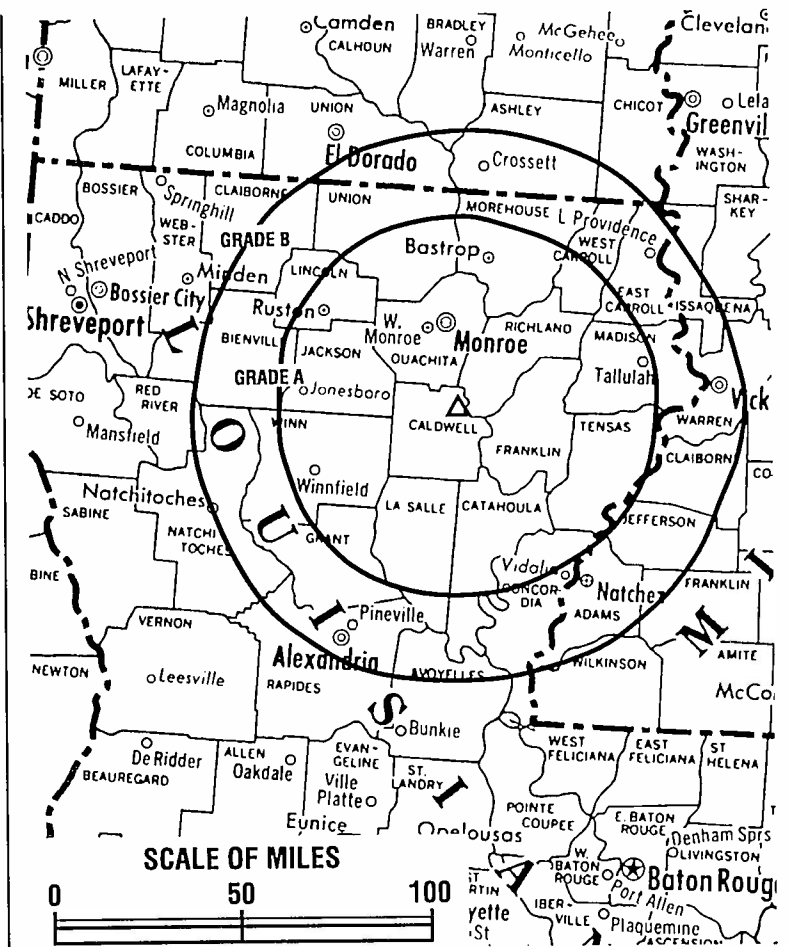 Camden
BRADLEY
McGehee
Clevelan
CALHOUN
Warren
Monticello
MILLER
LAFAY-
ETTE
Magnolia
UNION
ASHLEY
CHICOT
Lela
Greenvil
COLUMBIA
El Dorado
Crossett
WASH-
INGTON
BOSSIER
Springhill
CLAIBORNE
UNION
MOREHOUSE
L Providence
SHAR-
KEY
CADDO
WEB-
STER
GRADE B
Bastrop
WEST
CARROLL
N Shreveport
Minden
LINCOLN
EAST
CARROLL
ISSAQUENA
Bossier City
Ruston
W.
Monroe
Monroe
RICHLAND
MADISON
Shreveport
L
BIENVILL
JACKSON
OUACHITA
Tallulah
GRADE A
Jonesboro
Vick
DE SOTO
RED
RIVER
WINN
CALDWELL
TENSAS
WARREN
Mansfield
O
FRANKLIN
CLAIBORN
Winnfield
CO
Natchitoches
LA SALLE
CATAHOULA
SABINE
U
JEFFERSON
NATCHI
TOCHES
GRANT
I
BINE
Vidalia
CONCOR-
DIA
Natchez
FRANKLIN
ADAMS
VERNON
I
Pineville
M
Alexandria
WILKINSON
AMITE
NEWTON
Leesville
RAPIDES
AVOYELLES
McCo
S
Bunkie
De Ridder
ALLEN
EVAN-
GELINE
WEST
FELICIANA
EAST
FELICIANA
ST
HELENA
BEAUREGARD
Oakdale
Ville
Platte
ST.
LANDRY
I
POINTE
COUPEE
E. BATON
ROUGE
Denham Sprs
Eunice
Opelousas
LIVINGSTON
A
W.
BATON
ROUGE
Baton Roug
Port Allen
RTIN
IBER-
VILLE
Plaquemine
yette
St
ASCENSION
SCALE OF MILES
0 50 100